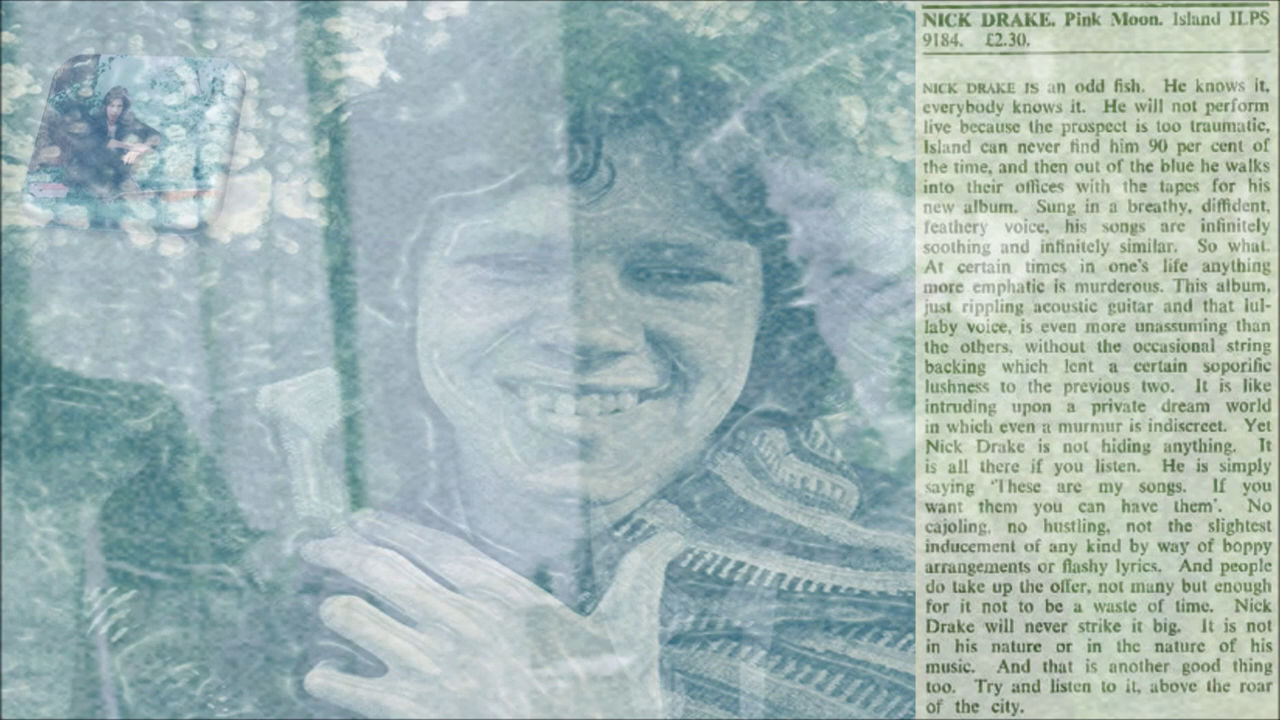 NICK DRAKE, Pink Moon. Island ILPS
9184. £2.30.
NICK DRAKE IS an odd fish. He knows it,
everybody knows it. He will not perform
live because the prospect is too traumatic,
Island can never find him 90 per cent of
the time, and then out of the blue he walks
into their offices with the tapes for his
new album. Sung in a breathy, diffident,
feathery voice, his songs are infinitely
soothing and infinitely similar. So what.
At certain times in one's life anything
more emphatic is murderous. This album,
just rippling acoustic guitar and that lul-
laby voice, is even more unassuming than
the others, without the occasional string
backing which lent a certain soporific
lushness to the previous two. It is like
intruding upon a private dream world
in which even a murmur is indiscreet. Yet
Nick Drake is not hiding anything. It
is all there if you listen. He is simply
saying 'These are my songs. If you
want them you can have them'. No
cajoling, no hustling, not the slightest
inducement of any kind by way of boppy
arrangements or flashy lyrics. And people
do take up the offer, not many but enough
for it not to be a waste of time. Nick
Drake will never strike it big. It is not
in his nature or in the nature of his
music. And that is another good thing
too. Try and listen to it, above the roar
of the city.